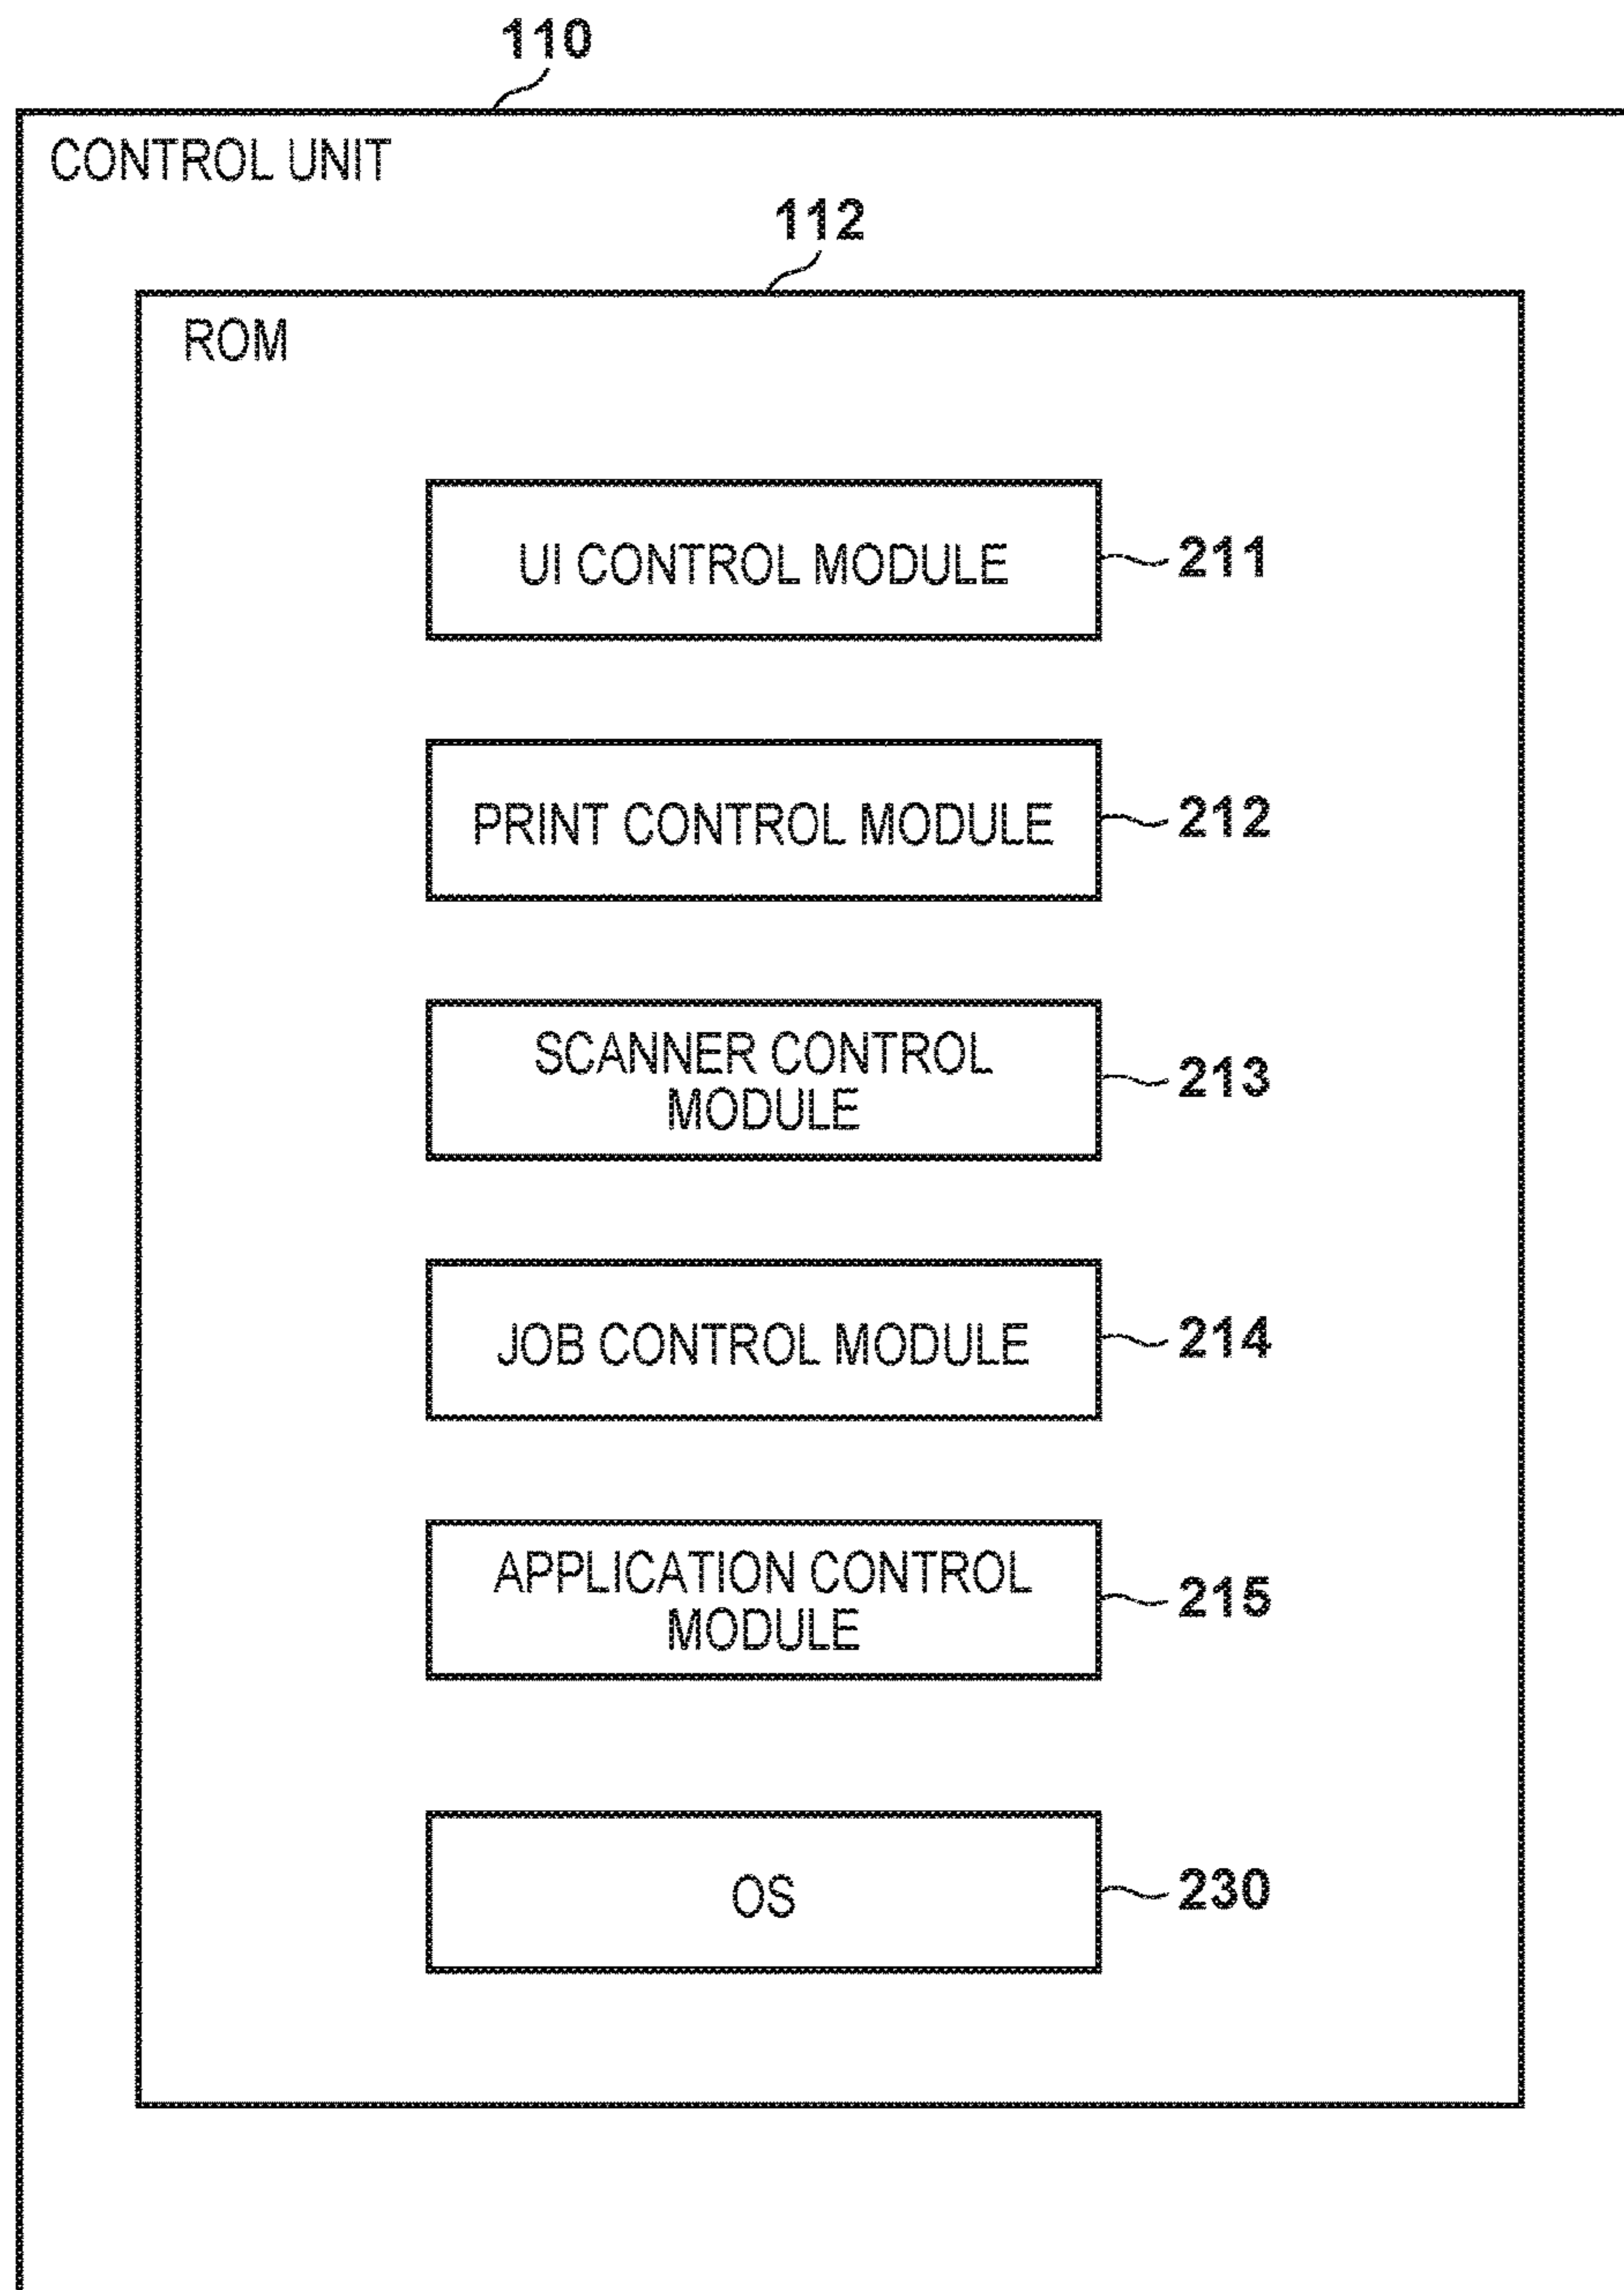 110
CONTROL UNIT
112
ROM
UI CONTROL MODULE
211
PRINT CONTROL MODULE
212
SCANNER CONTROL
MODULE
213
JOB CONTROL MODULE
214
APPLICATION CONTROL
MODULE
215
OS
230